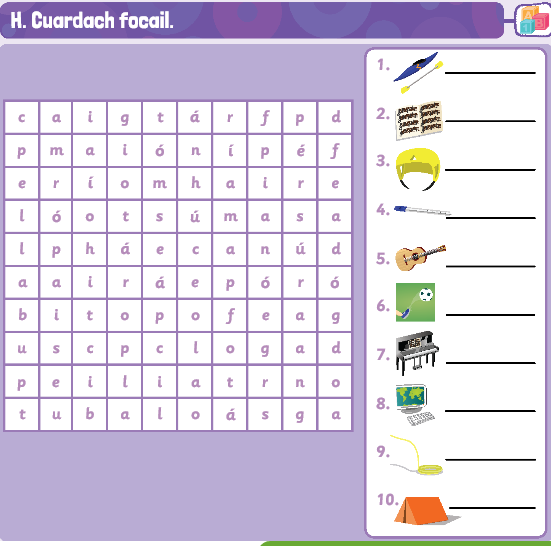 H. Cuardach focail.
c a i g t á r f p d
p m a i ó n í p é f
e r í o m h a i r e
l ó o t s ú m a s a
l p h á e c a n ú d
a a i r á e p ó r ó
b i t o p o f e a g
u s c p c l o g a d
p e i l i a t r n o
t u b a l o á s g a
1.
2.
3.
4.
5.
6.
7.
8.
9.
10.